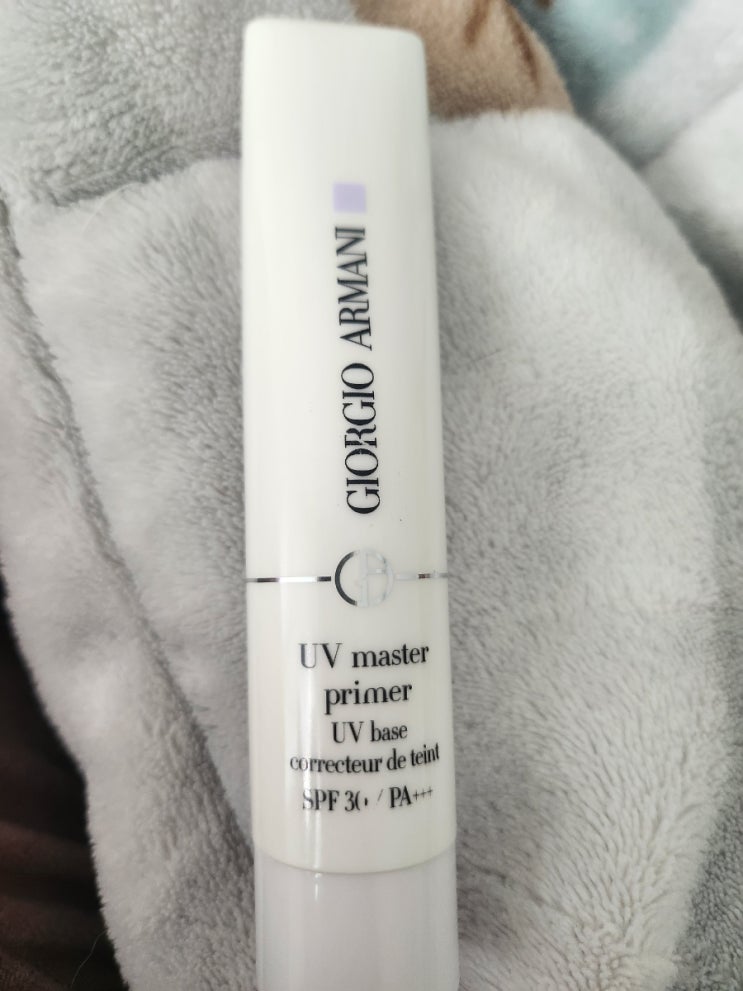 GIORGIO ARMANI
UV master
primer
UV base
correcteur de teint
SPF 30 / PA+++